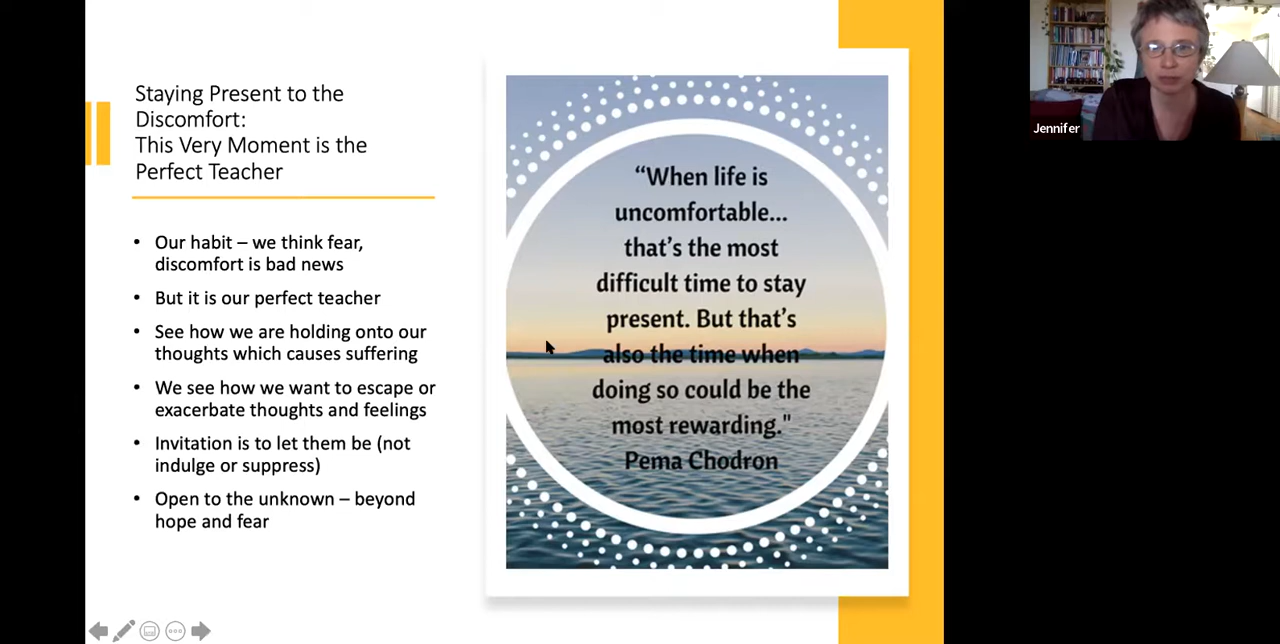 Staying Present to the
Discomfort:
This Very Moment is the
Perfect Teacher
• Our habit – we think fear,
discomfort is bad news
• But it is our perfect teacher
• See how we are holding onto our
thoughts which causes suffering
• We see how we want to escape or
exacerbate thoughts and feelings
• Invitation is to let them be (not
indulge or suppress)
• Open to the unknown – beyond
hope and fear
“When life is
uncomfortable...
that’s the most
difficult time to stay
present. But that’s
also the time when
doing so could be the
most rewarding."
Pema Chodron
Jennifer